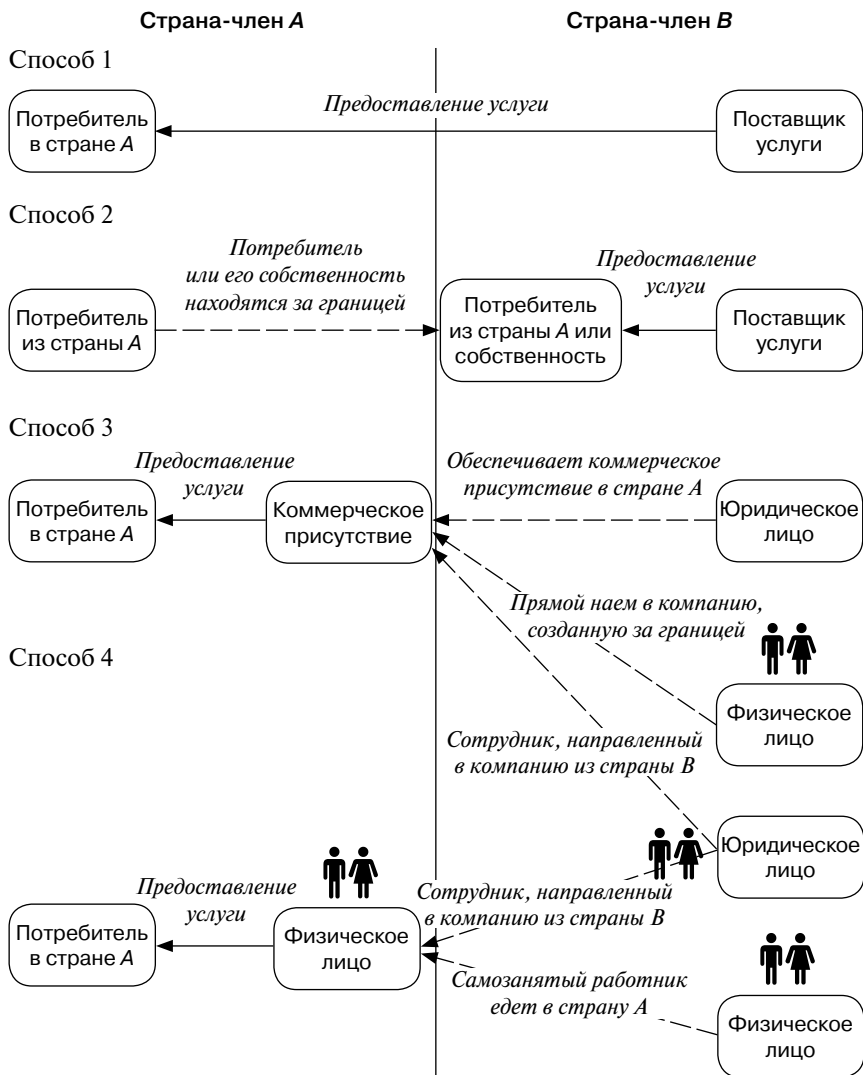 Страна-член A
Страна-член B
Способ 1
Потребитель
в стране A
Предоставление услуги
Поставщик
услуги
Способ 2
Потребитель
или его собственность
находятся за границей
Предоставление
услуги
Потребитель
из страны A
Потребитель
из страны A или
собственность
Поставщик
услуги
Способ 3
Предоставление
услуги
Обеспечивает коммерческое
присутствие в стране A
Потребитель
в стране A
Коммерческое
присутствие
Юридическое
лицо
Прямой наем в компанию,
созданную за границей
Способ 4
Физическое
лицо
Сотрудник, направленный
в компанию из страны B
Юридическое
лицо
Предоставление
услуги
Сотрудник, направленный
в компанию из страны B
Потребитель
в стране A
Физическое
лицо
Самозанятый работник
едет в страну A
Физическое
лицо